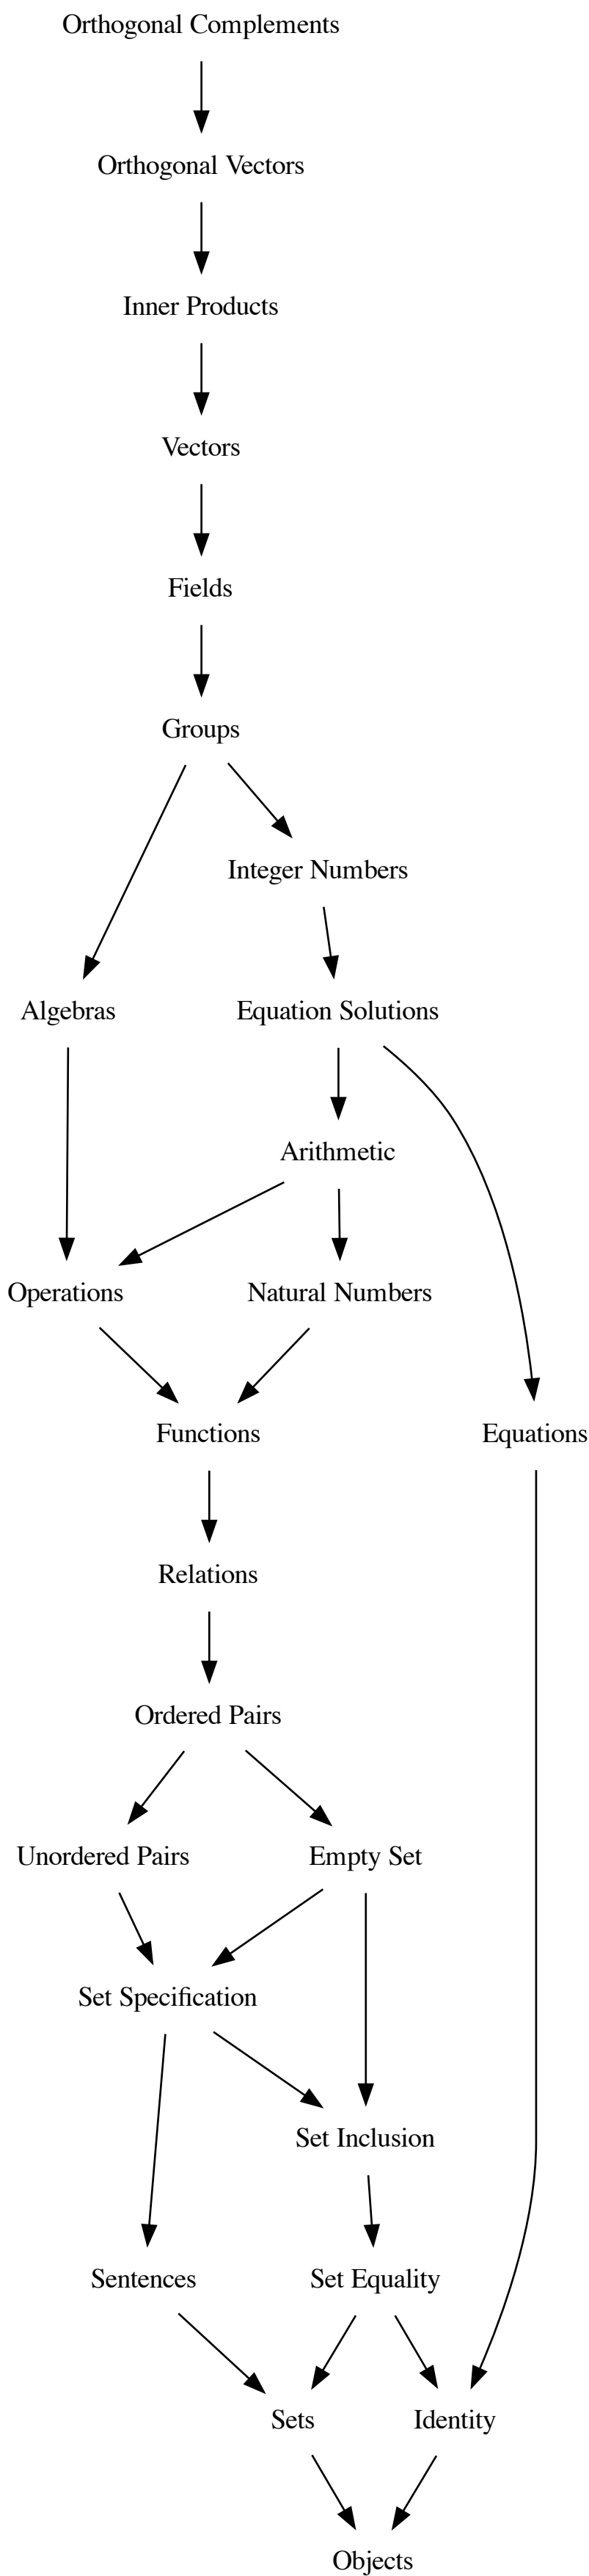 Orthogonal Complements
Orthogonal Vectors
Inner Products
Vectors
Fields
Groups
Integer Numbers
Algebras
Equation Solutions
Arithmetic
Operations
Natural Numbers
Functions
Equations
Relations
Ordered Pairs
Unordered Pairs
Empty Set
Set Specification
Set Inclusion
Sentences
Set Equality
Sets
Identity
Objects